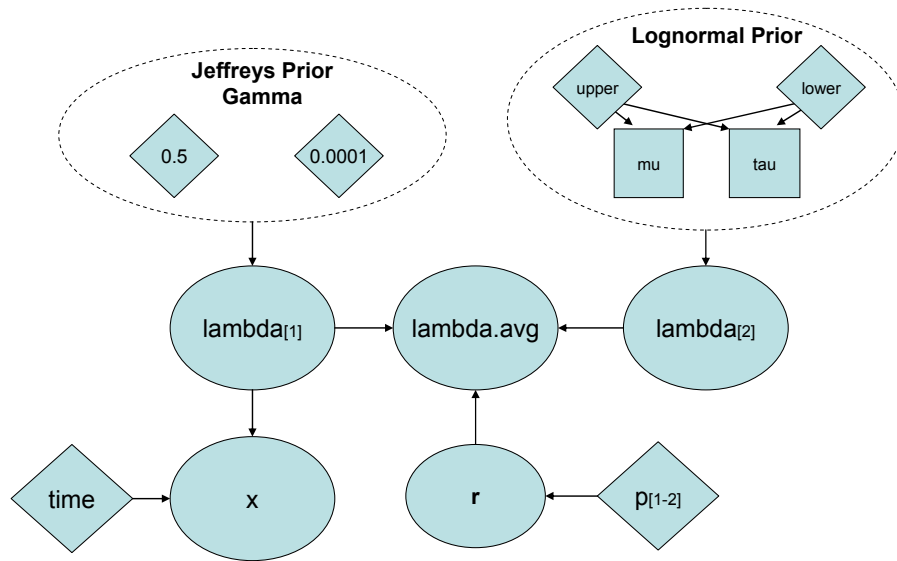 Lognormal Prior
Jeffreys Prior
Gamma
upper
lower
0.5
0.0001
mu
tau
lambda[1]
lambda.avg
lambda[2]
time
x
r
p[1-2]